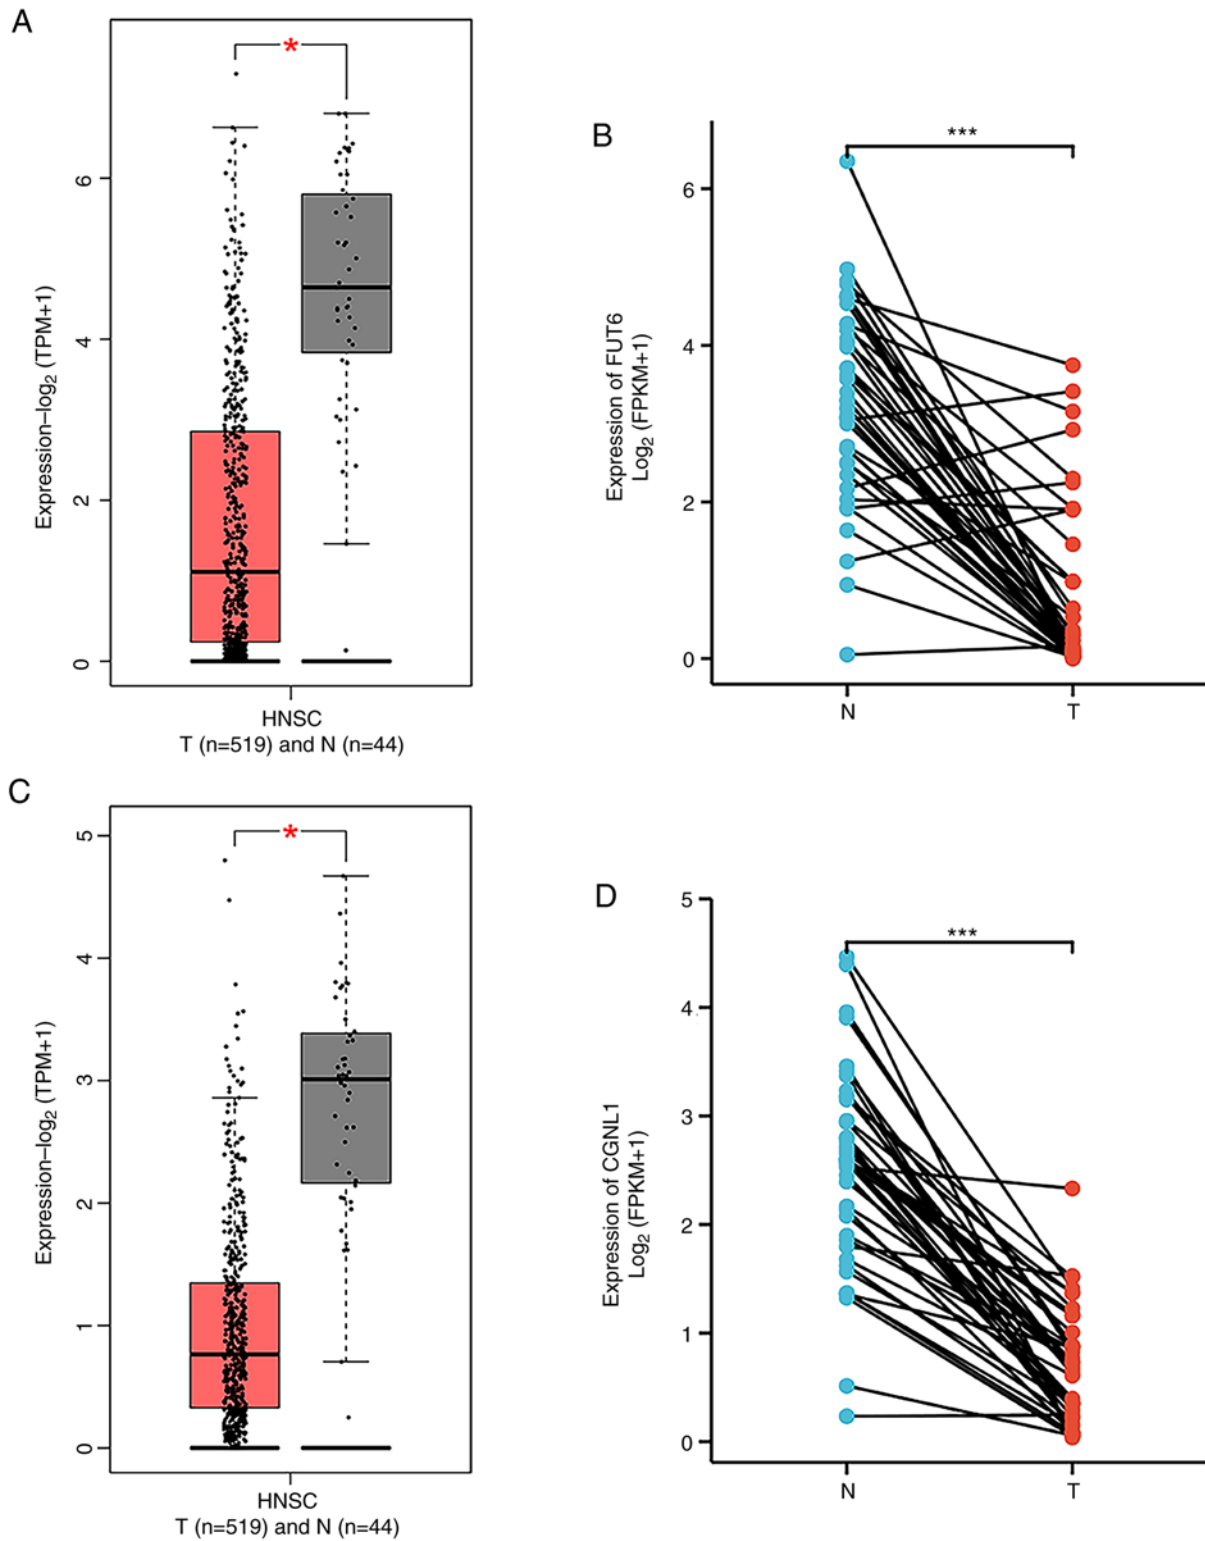 A
*
6
4
2
0
Expression–log2 (TPM+1)
HNSC
T (n=519) and N (n=44)
B
***
6
4
2
0
Expression of FUT6
Log2 (FPKM+1)
N T
C
*
5
4
3
2
1
0
Expression–log2 (TPM+1)
HNSC
T (n=519) and N (n=44)
D
***
5
4
3
2
1
0
Expression of CGNL1
Log2 (FPKM+1)
N T